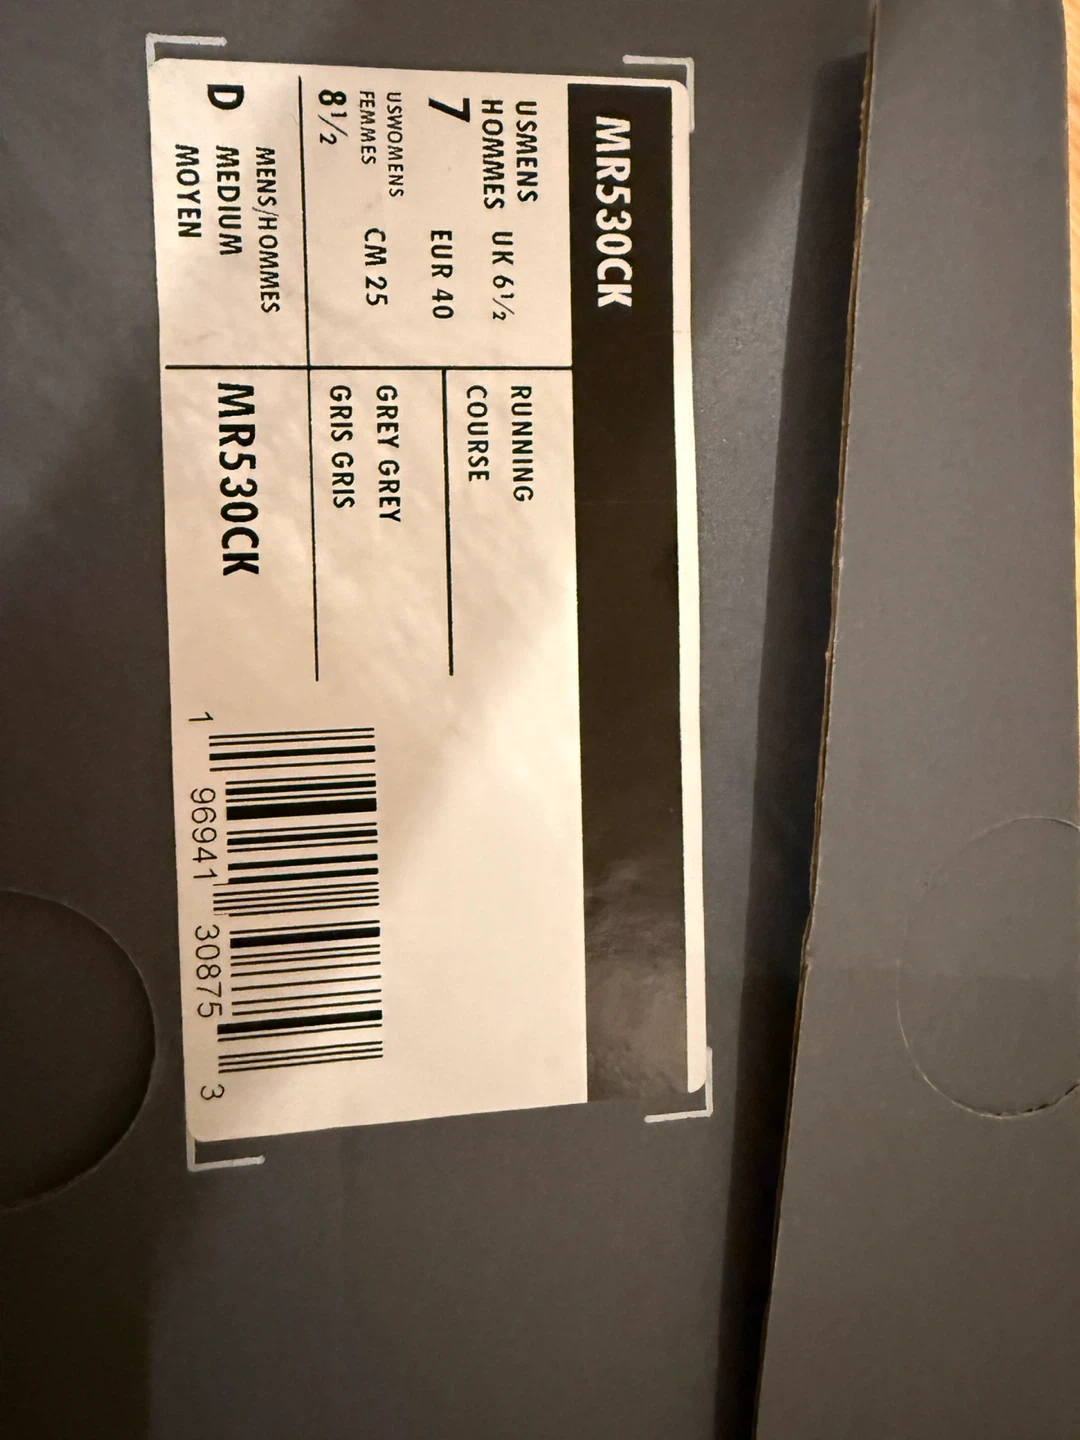 MR530CK
USMENS
HOMMES
7
UK 6½
EUR 40
USWOMENS
FEMMES
8½
CM 25
RUNNING
COURSE
GREY GREY
GRIS GRIS
MENS/HOMMES
D MEDIUM
MOYEN
MR530CK
1 96941 30875 3